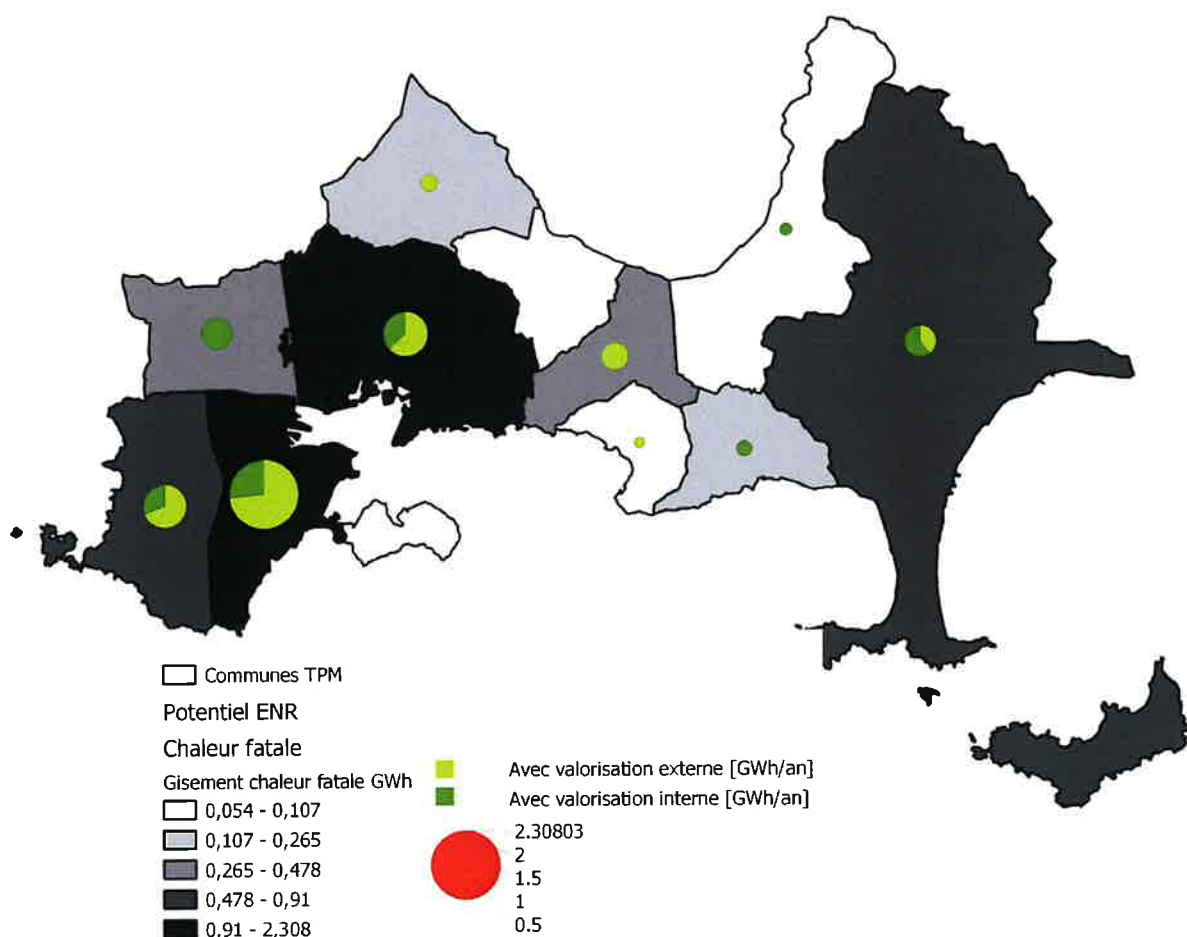 Communes TPM
Potentiel ENR
Chaleur fatale
Gisement chaleur fatale GWh
0,054 - 0,107
0,107 - 0,265
0,265 - 0,478
0,478 - 0,91
0,91 - 2,308
Avec valorisation externe [GWh/an]
Avec valorisation interne [GWh/an]
2.30803
2
1.5
1
0.5